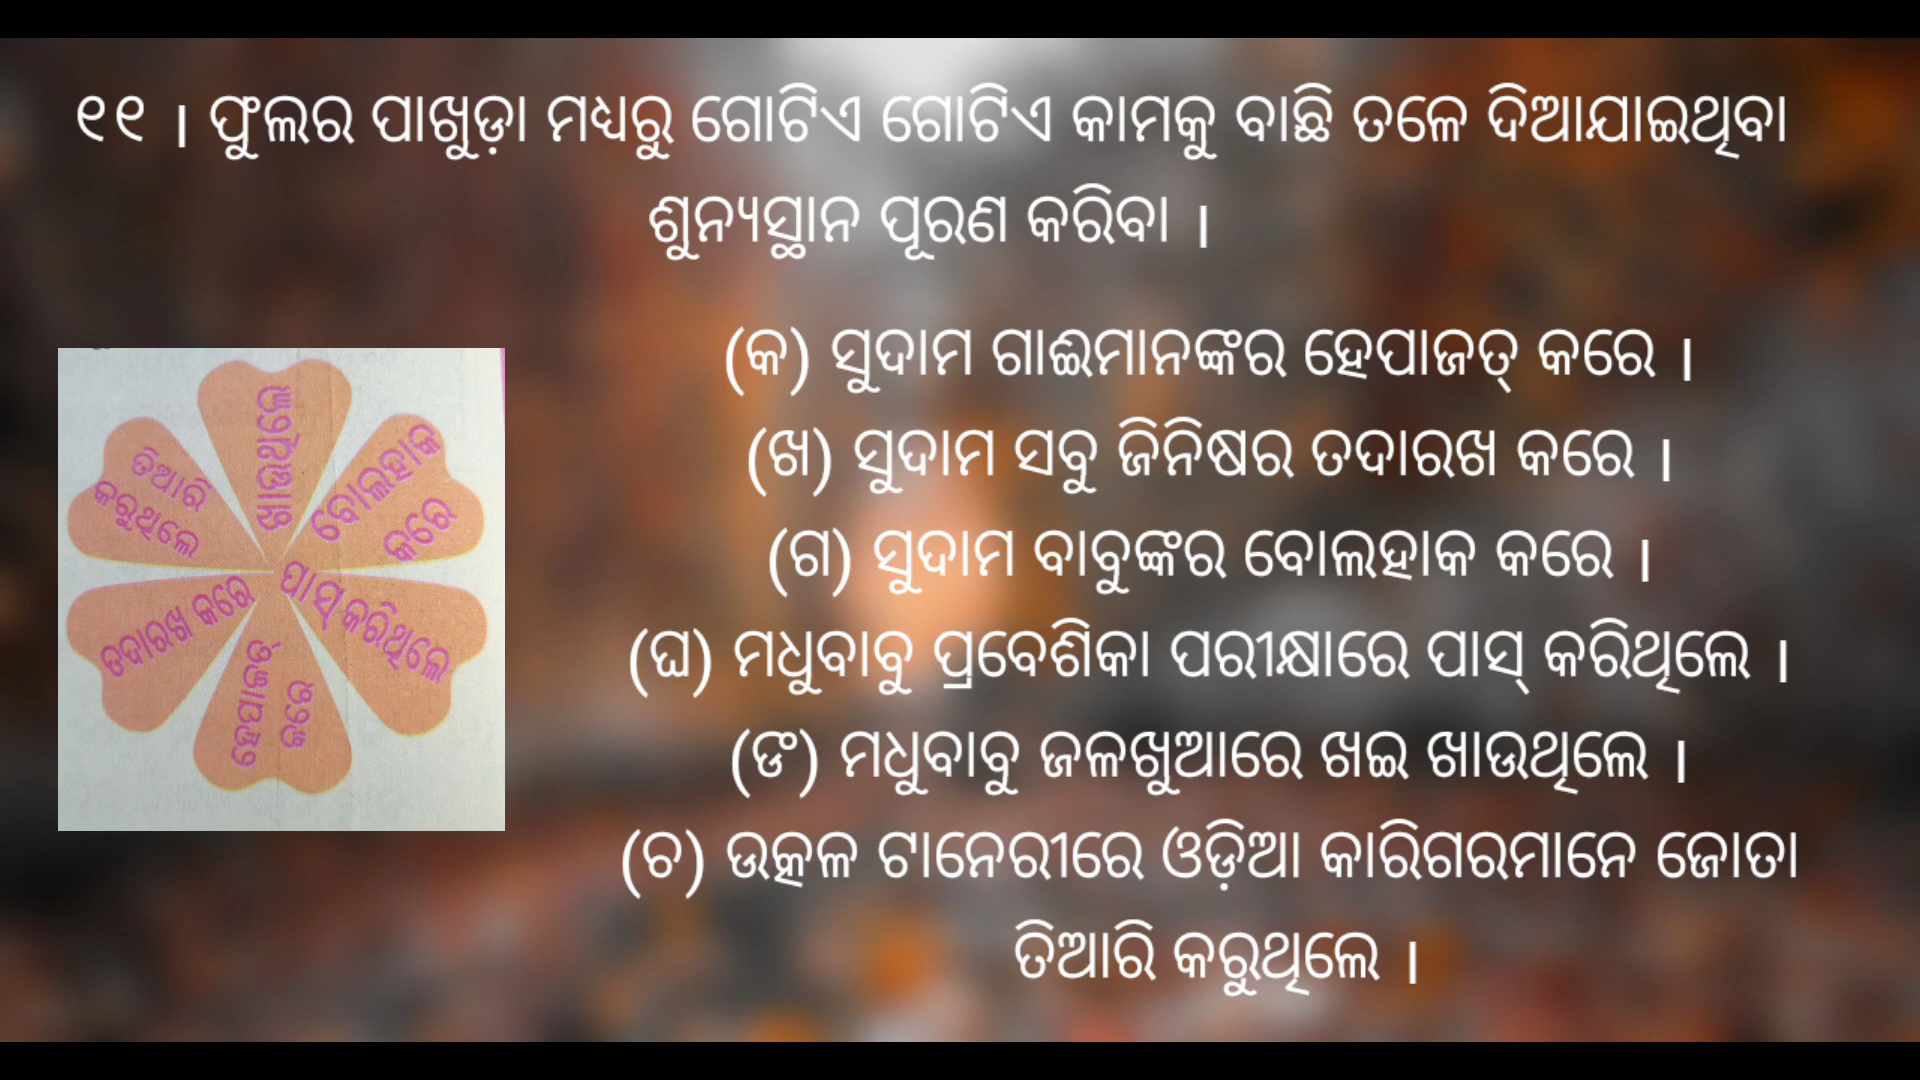 ୧୧ । ଫୁଲର ପାଖୁଡ଼ା ମଧ୍ୟରୁ ଗୋଟିଏ ଗୋଟିଏ କାମକୁ ବାଛି ତଳେ ଦିଆଯାଇଥିବା
ଶୁନ୍ୟସ୍ଥାନ ପୂରଣ କରିବା ।
ଖାଉଥିଲେ
ବୋଲହାକ
କରେ
ତିଆରି
କରୁଥିଲେ
ପାସ୍ କରିଥିଲେ
ତଦାରଖ କରେ
ହେପାଜତ୍
କରେ
(କ) ସୁଦାମ ଗାଈମାନଙ୍କର ହେପାଜତ୍ କରେ ।
(ଖ) ସୁଦାମ ସବୁ ଜିନିଷର ତଦାରଖ କରେ ।
(ଗ) ସୁଦାମ ବାବୁଙ୍କର ବୋଲହାକ କରେ ।
(ଘ) ମଧୁବାବୁ ପ୍ରବେଶିକା ପରୀକ୍ଷାରେ ପାସ୍ କରିଥିଲେ ।
(ଙ) ମଧୁବାବୁ ଜଳଖୁଆରେ ଖଇ ଖାଉଥିଲେ ।
(ଚ) ଉତ୍କଳ ଟାନେରୀରେ ଓଡ଼ିଆ କାରିଗରମାନେ ଜୋତା
ତିଆରି କରୁଥିଲେ ।